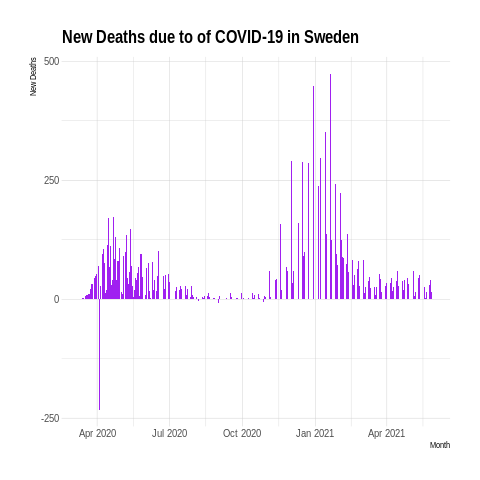 New Deaths due to of COVID-19 in Sweden
New Deaths
500
250
0
-250
Apr 2020 Jul 2020 Oct 2020 Jan 2021 Apr 2021
Month